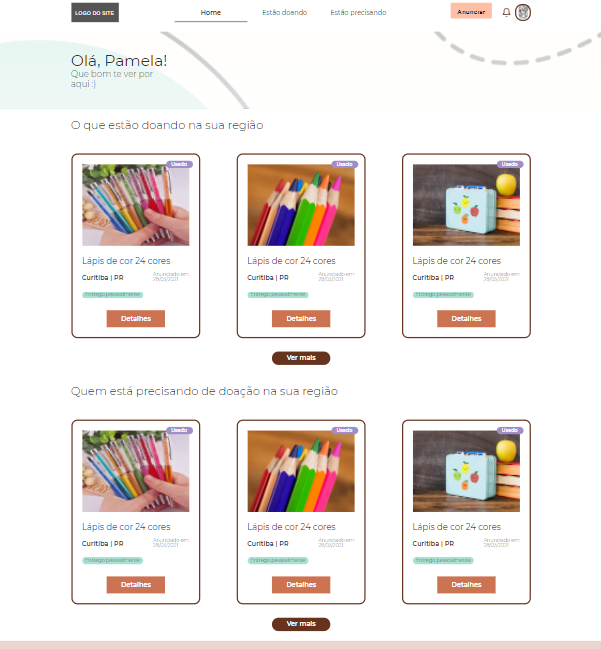 LOGO DO SITE
Home
Estão doando
Estão precisando
Anunciar
Olá, Pamela!
Que bom te ver por
aqui :)
O que estão doando na sua região
Usado
Lápis de cor 24 cores
Curitiba | PR
Anunciado em
28/03/2021
Entrego pessoalmente
Detalhes
Usado
Lápis de cor 24 cores
Curitiba | PR
Anunciado em
28/03/2021
Entrego pessoalmente
Detalhes
Usado
Lápis de cor 24 cores
Curitiba | PR
Anunciado em
28/03/2021
Entrego pessoalmente
Detalhes
Ver mais
Quem está precisando de doação na sua região
Usado
Lápis de cor 24 cores
Curitiba | PR
Anunciado em
28/03/2021
Entrego pessoalmente
Detalhes
Usado
Lápis de cor 24 cores
Curitiba | PR
Anunciado em
28/03/2021
Entrego pessoalmente
Detalhes
Usado
Lápis de cor 24 cores
Curitiba | PR
Anunciado em
28/03/2021
Entrego pessoalmente
Detalhes
Ver mais